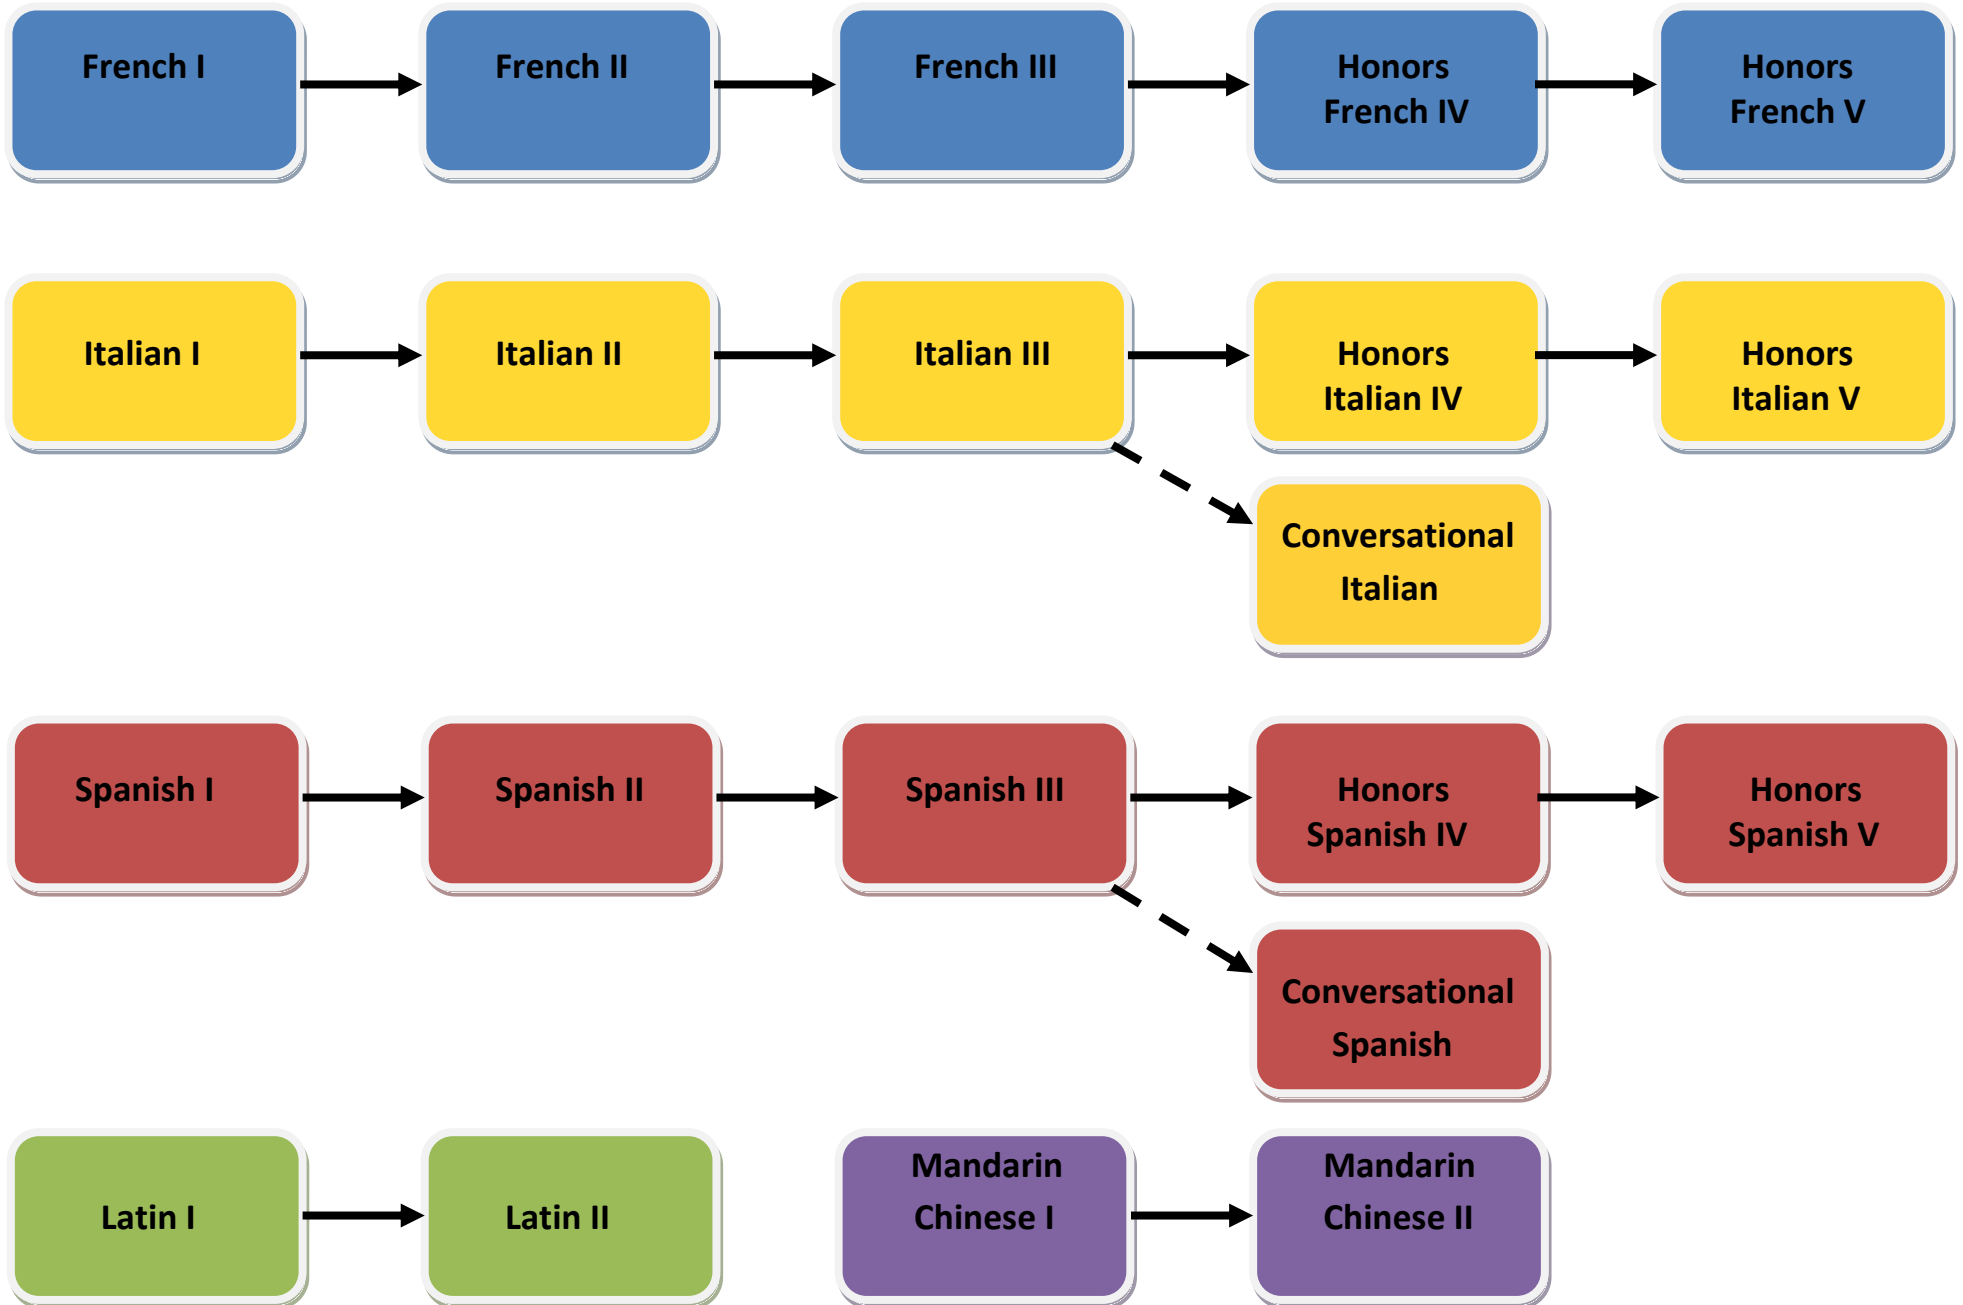 French I
French II
French III
Honors
French IV
Honors
French V
Italian I
Italian II
Italian III
Honors
Italian IV
Honors
Italian V
Conversational
Italian
Spanish I
Spanish II
Spanish III
Honors
Spanish IV
Honors
Spanish V
Conversational
Spanish
Latin I
Latin II
Mandarin
Chinese I
Mandarin
Chinese II